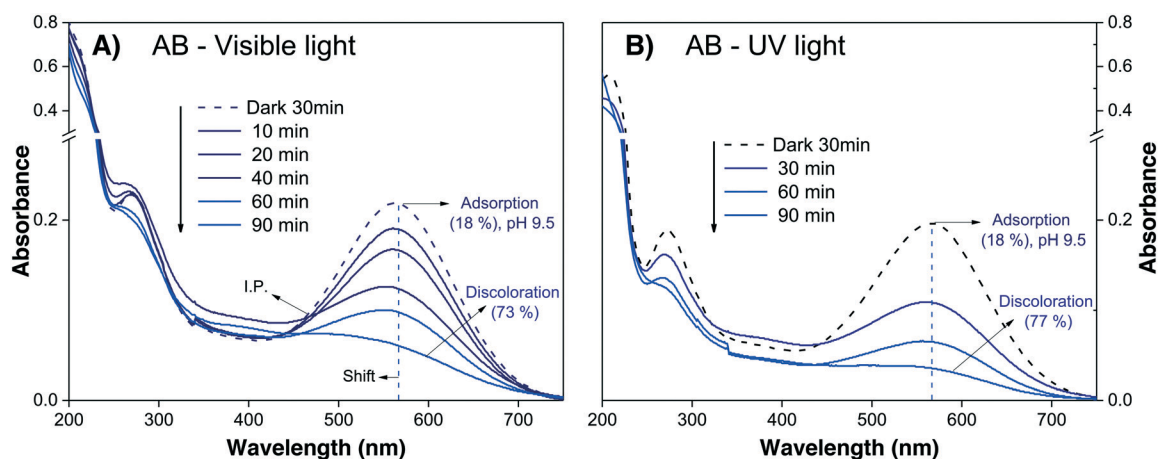 A) AB - Visible light
0.8
0.6
0.4
0.2
0.0
Absorbance
Dark 30min
10 min
20 min
40 min
60 min
90 min
Adsorption
(18 %), pH 9.5
I.P.
Discoloration
(73 %)
Shift
200 300 400 500 600 700
Wavelength (nm)
B) AB - UV light
Dark 30min
30 min
60 min
90 min
Adsorption
(18 %), pH 9.5
Discoloration
(77 %)
200 300 400 500 600 700
Wavelength (nm)
0.8
0.6
0.4
0.2
0.0
Absorbance